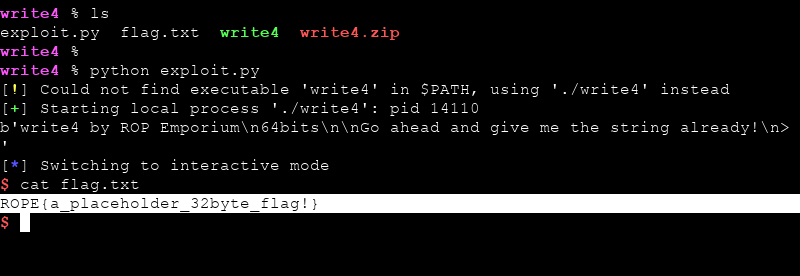 write4 % ls
exploit.py  flag.txt  write4  write4.zip
write4 %
write4 % python exploit.py
[!] Could not find executable 'write4' in $PATH, using './write4' instead
[+] Starting local process './write4': pid 14110
b'write4 by ROP Emporium\n64bits\n\nGo ahead and give me the string already!\n>
'
[*] Switching to interactive mode
$ cat flag.txt
ROPE{a_placeholder_32byte_flag!}
$